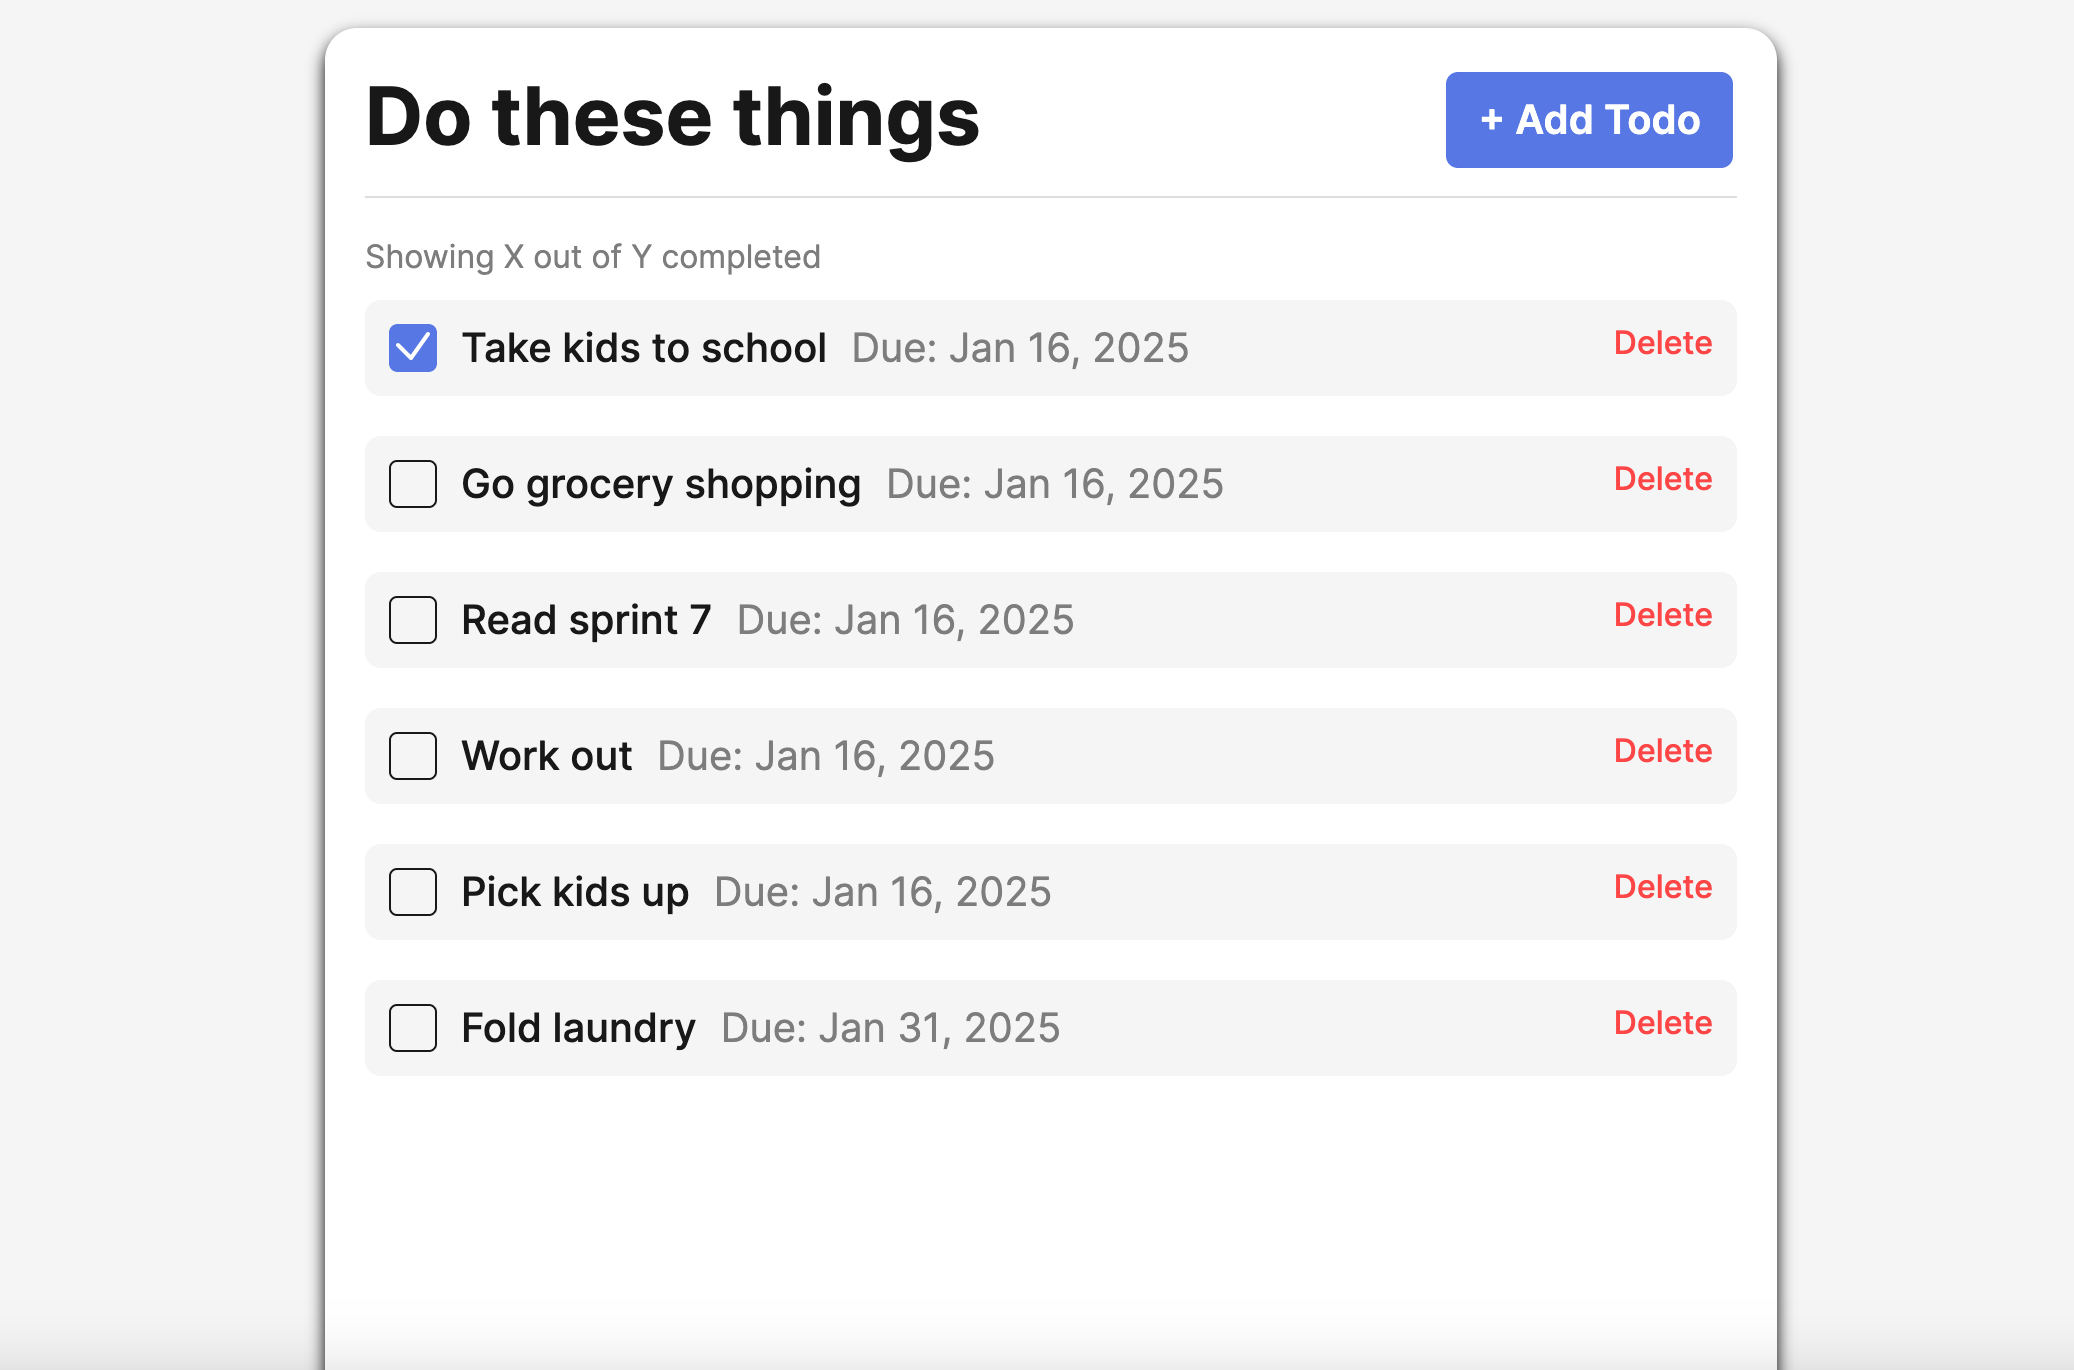 Do these things
+ Add Todo
Showing X out of Y completed
Take kids to school Due: Jan 16, 2025 Delete
Go grocery shopping Due: Jan 16, 2025 Delete
Read sprint 7 Due: Jan 16, 2025 Delete
Work out Due: Jan 16, 2025 Delete
Pick kids up Due: Jan 16, 2025 Delete
Fold laundry Due: Jan 31, 2025 Delete